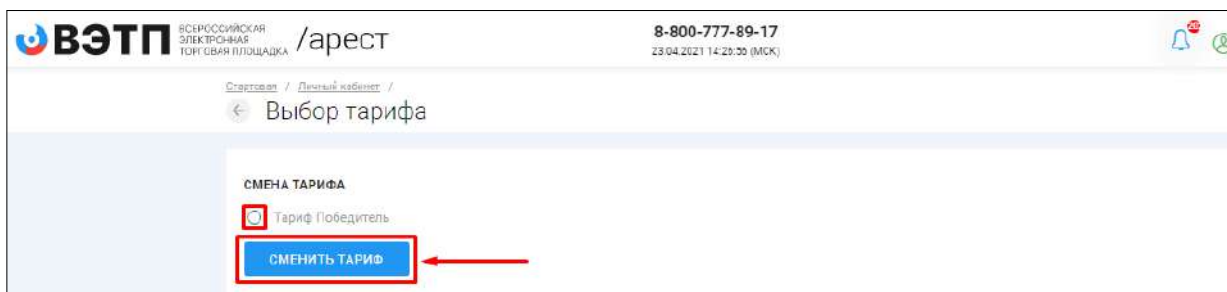 ВЭТП
ВСЕРОССИЙСКАЯ
ЭЛЕКТРОННАЯ
ТОРГОВАЯ ПЛОЩАДКА
/арест
8-800-777-89-17
23.04.2021 14:26:56 (МСК)
Стартовая / Личный кабинет /
Выбор тарифа
СМЕНА ТАРИФА
Тариф Победитель
СМЕНИТЬ ТАРИФ